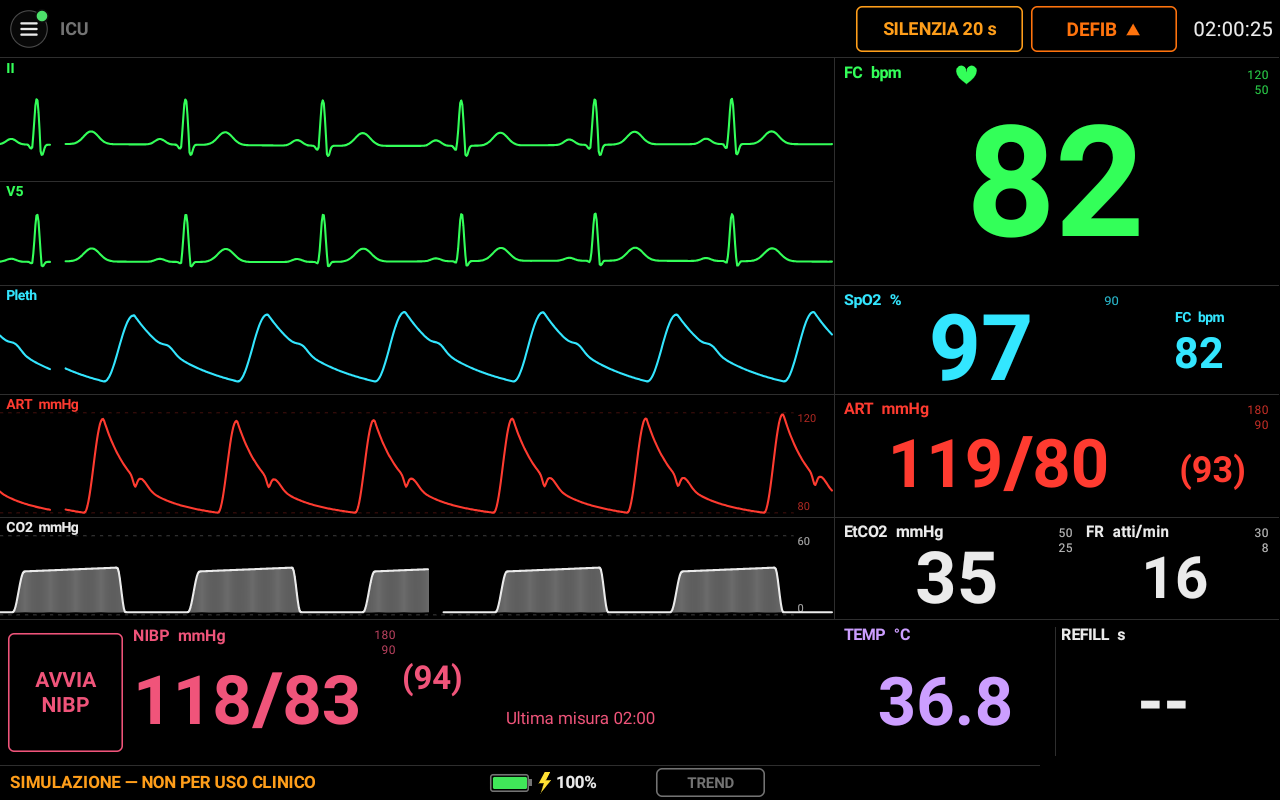 ICU
SILENZIA 20 s
DEFIB ▲
02:00:25
II
V5
Pleth
ART mmHg
120
80
CO2 mmHg
60
0
FC bpm
120
50
82
SpO2 %
90
97
FC bpm
82
ART mmHg
180
90
119/80
(93)
EtCO2 mmHg
50
25
35
FR atti/min
30
8
16
AVVIA
NIBP
NIBP mmHg
180
90
118/83
(94)
Ultima misura 02:00
TEMP °C
36.8
REFILL s
--
SIMULAZIONE — NON PER USO CLINICO
100%
TREND